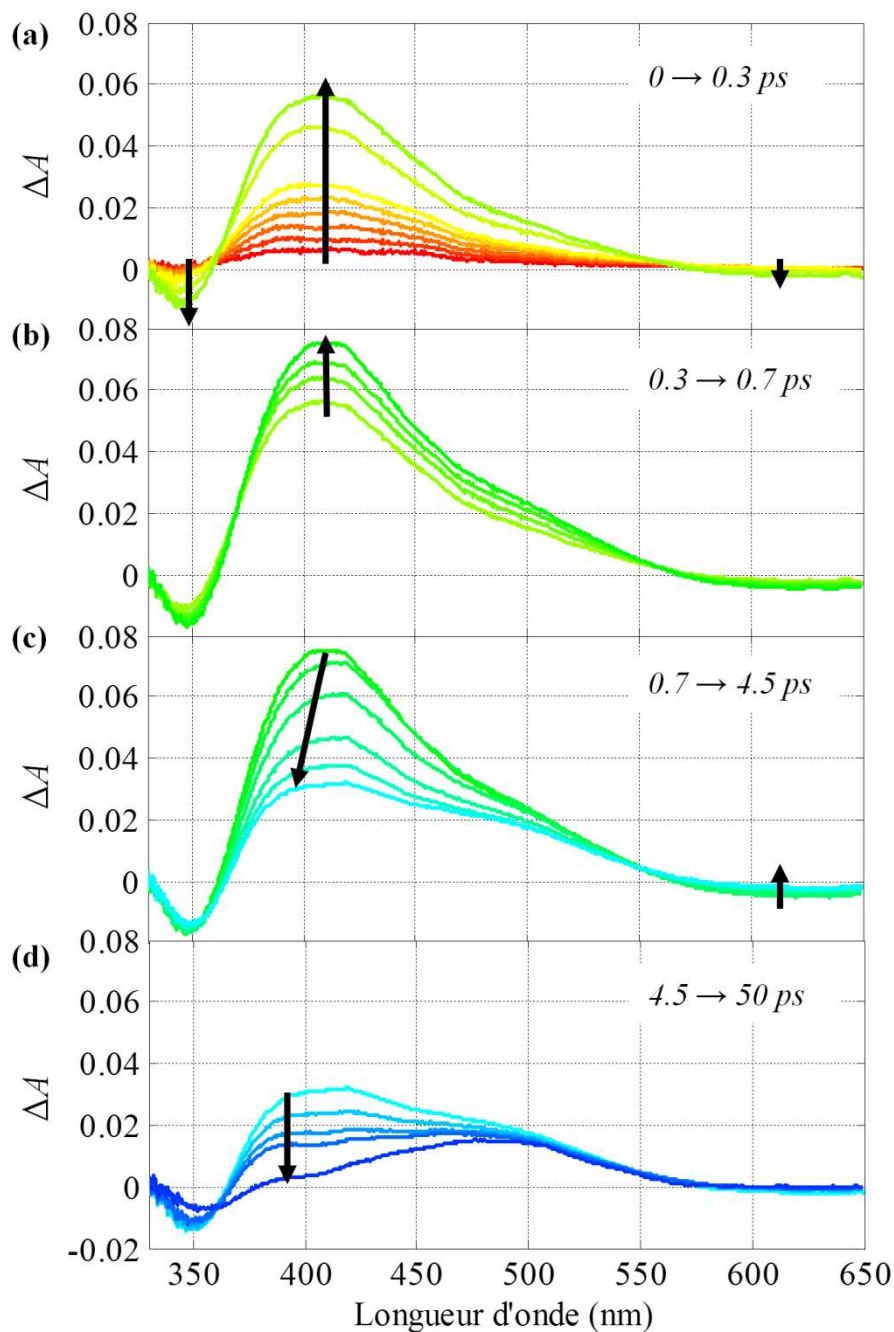 (a)
0.08
0.06
0.04
0.02
0
ΔA
0 → 0.3 ps
(b)
0.08
0.06
0.04
0.02
0
ΔA
0.3 → 0.7 ps
(c)
0.08
0.06
0.04
0.02
0
ΔA
0.7 → 4.5 ps
(d)
0.08
0.06
0.04
0.02
0
-0.02
ΔA
4.5 → 50 ps
350 400 450 500 550 600 650
Longueur d'onde (nm)